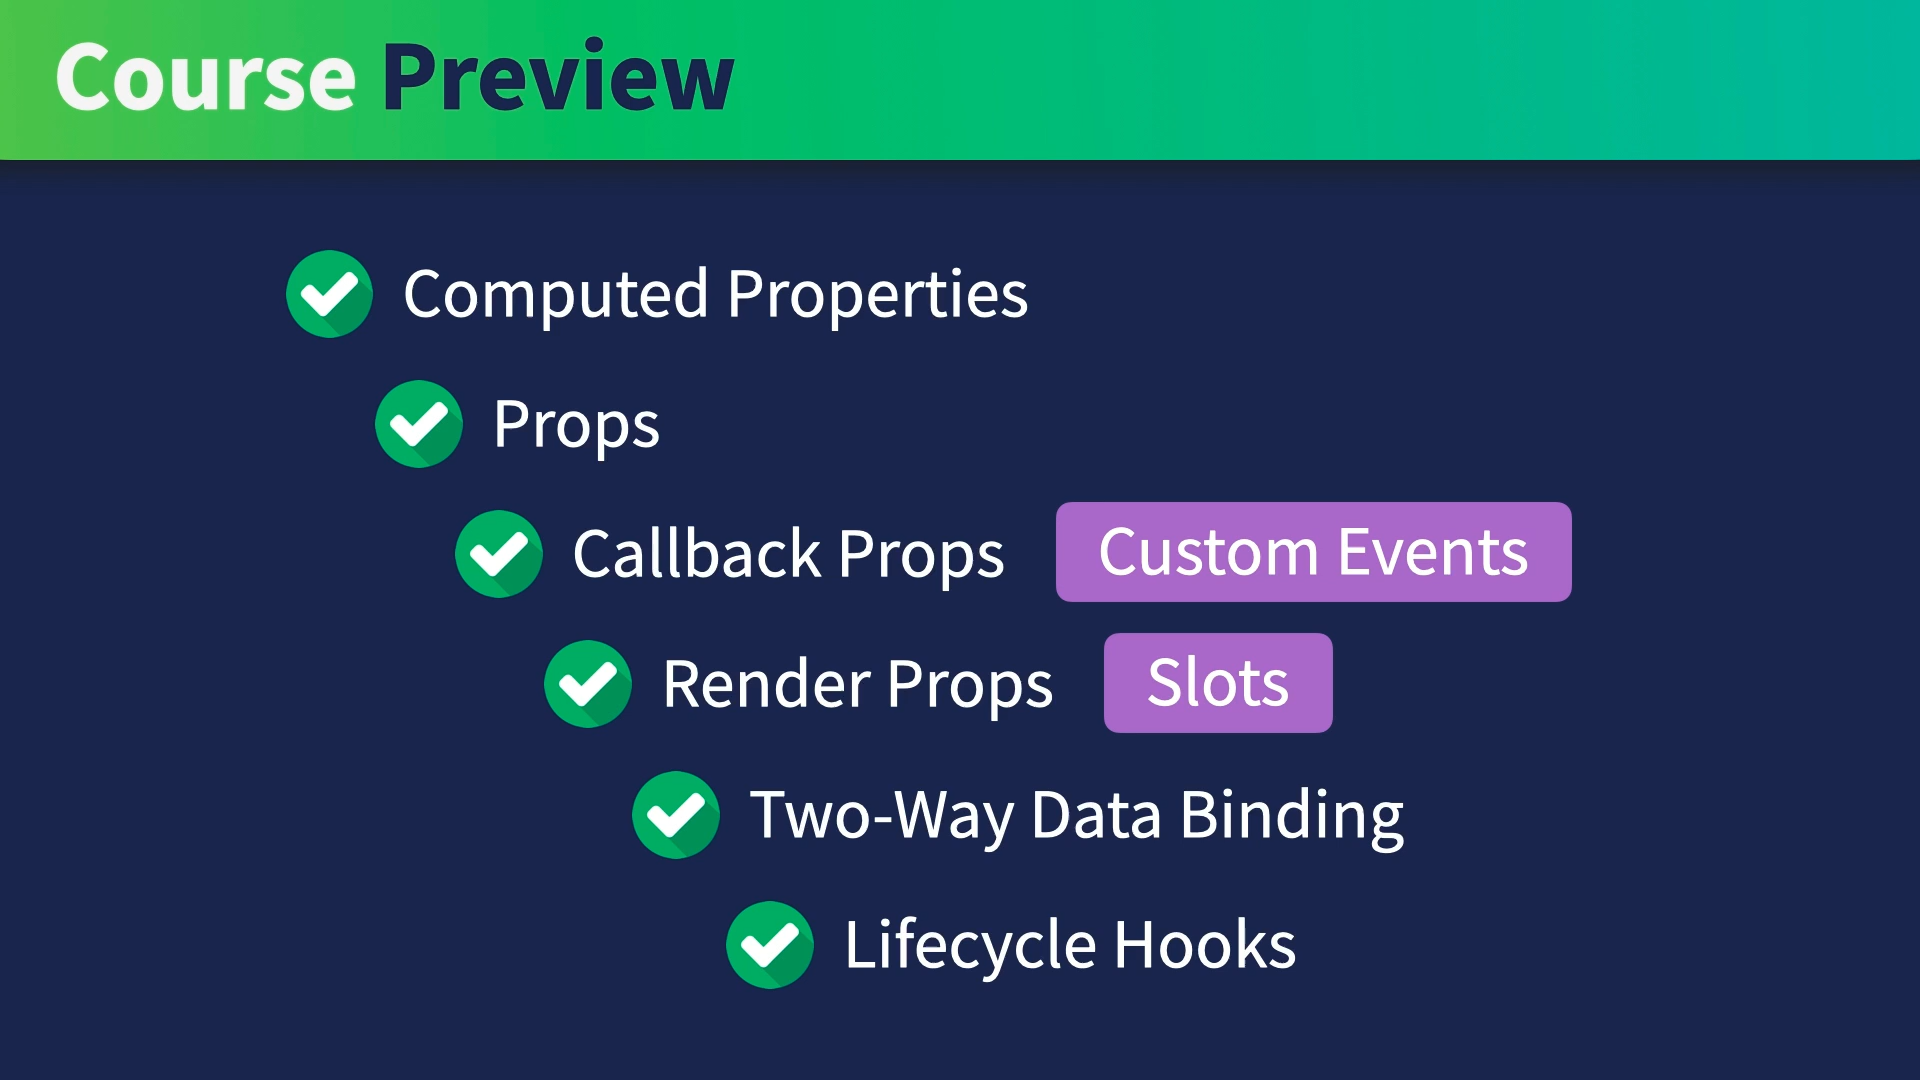 Course Preview
Computed Properties
Props
Callback Props Custom Events
Render Props Slots
Two-Way Data Binding
Lifecycle Hooks